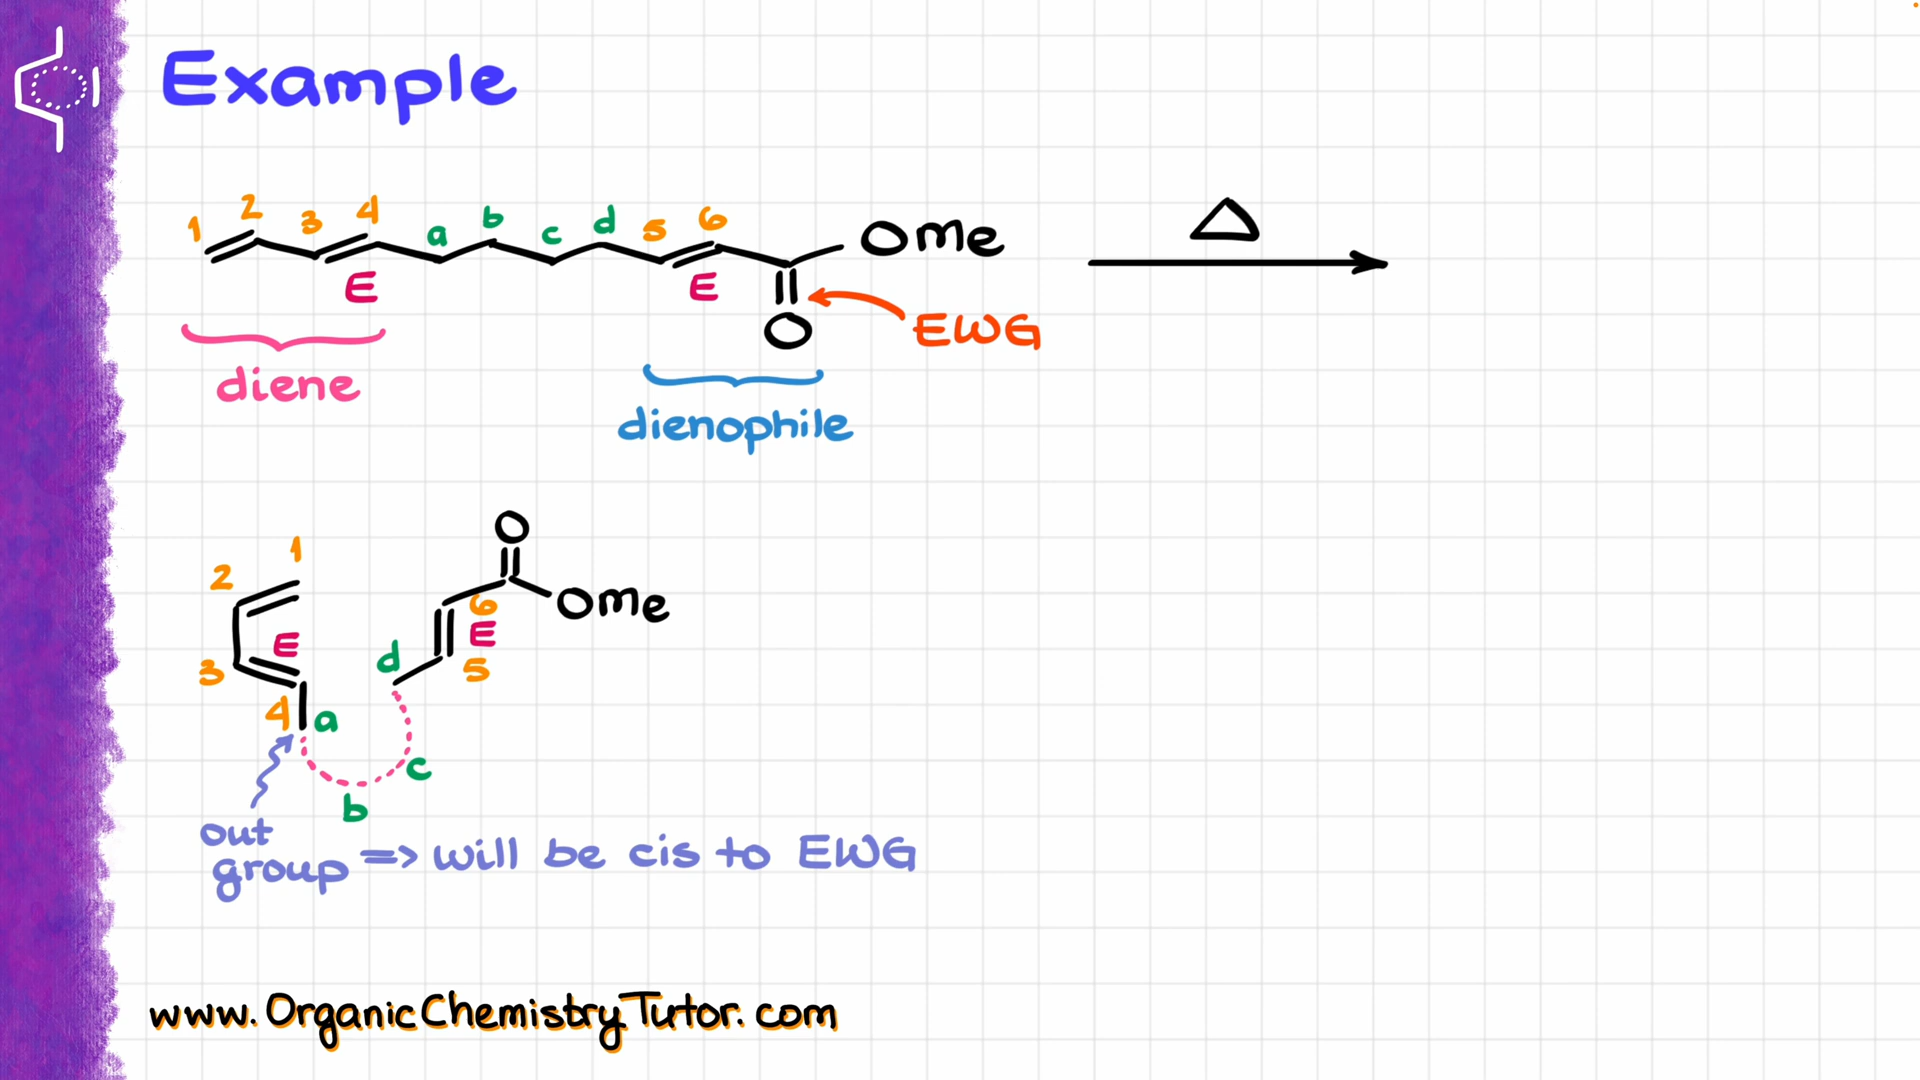 Example
1 2 3 4 a b c d 5 6
OMe
Δ
E E
O
EWG
diene
dienophile
O
1
2
6
OMe
E
E
3
d
5
4
a
c
b
out
group => will be cis to EWG
www.OrganicChemistryTutor.com